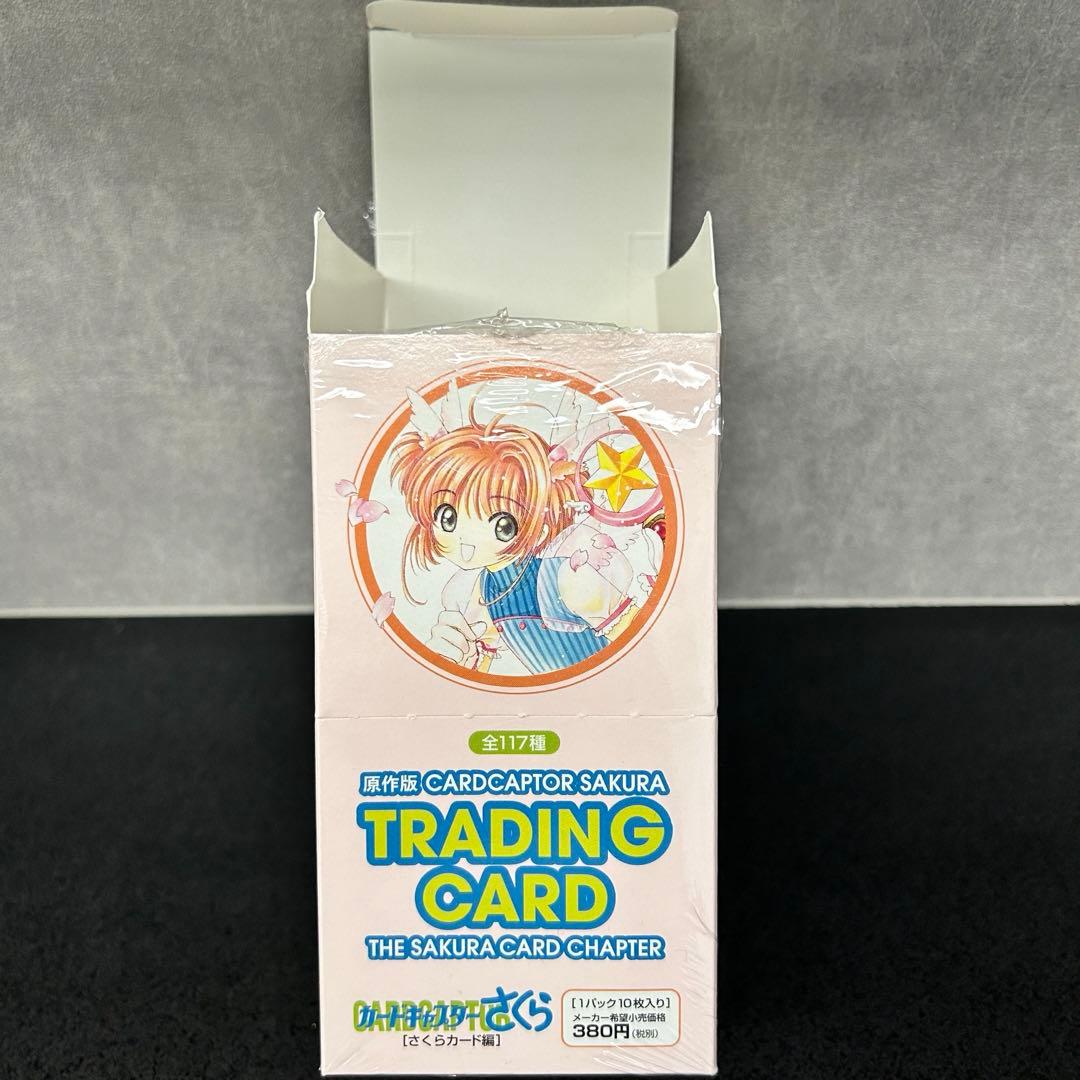 全117種
原作版 CARDCAPTOR SAKURA
TRADING
CARD
THE SAKURA CARD CHAPTER
CARDCAPTOR
カードキャプターさくら
[さくらカード編]
[1パック10枚入り]
メーカー希望小売価格
380円(税別)